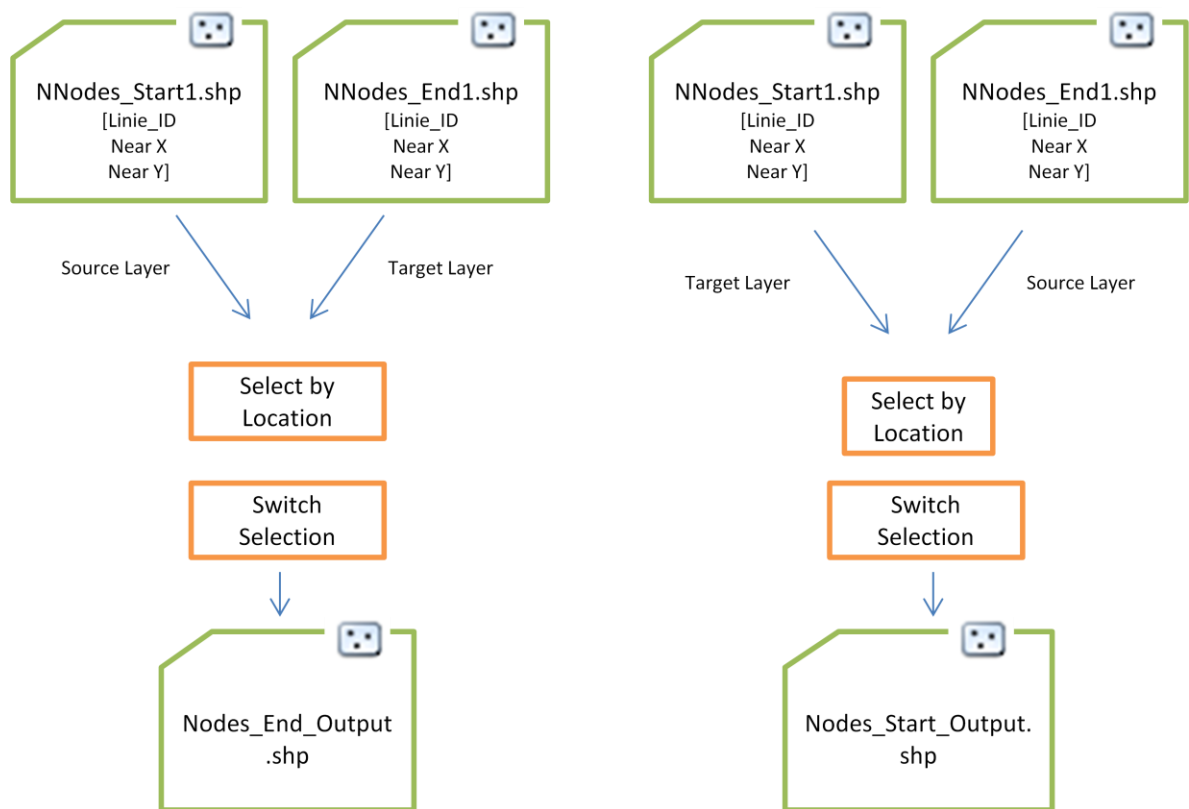 NNodes_Start1.shp
[Linie_ID
Near X
Near Y]
NNodes_End1.shp
[Linie_ID
Near X
Near Y]
Source Layer
Target Layer
Select by
Location
Switch
Selection
Nodes_End_Output
.shp
NNodes_Start1.shp
[Linie_ID
Near X
Near Y]
NNodes_End1.shp
[Linie_ID
Near X
Near Y]
Target Layer
Source Layer
Select by
Location
Switch
Selection
Nodes_Start_Output.
shp